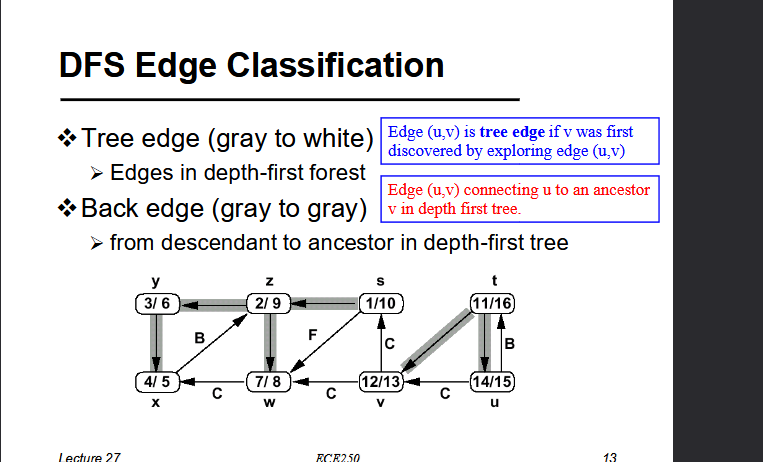 DFS Edge Classification
❖ Tree edge (gray to white)
Edge (u,v) is tree edge if v was first
discovered by exploring edge (u,v)
➢ Edges in depth-first forest
❖ Back edge (gray to gray)
Edge (u,v) connecting u to an ancestor
v in depth first tree.
➢ from descendant to ancestor in depth-first tree
y z s t
3/ 6 2/ 9 1/10 11/16
B F C B
4/ 5 7/ 8 12/13 14/15
C C C
x w v u
Lecture 27 ECE250 13